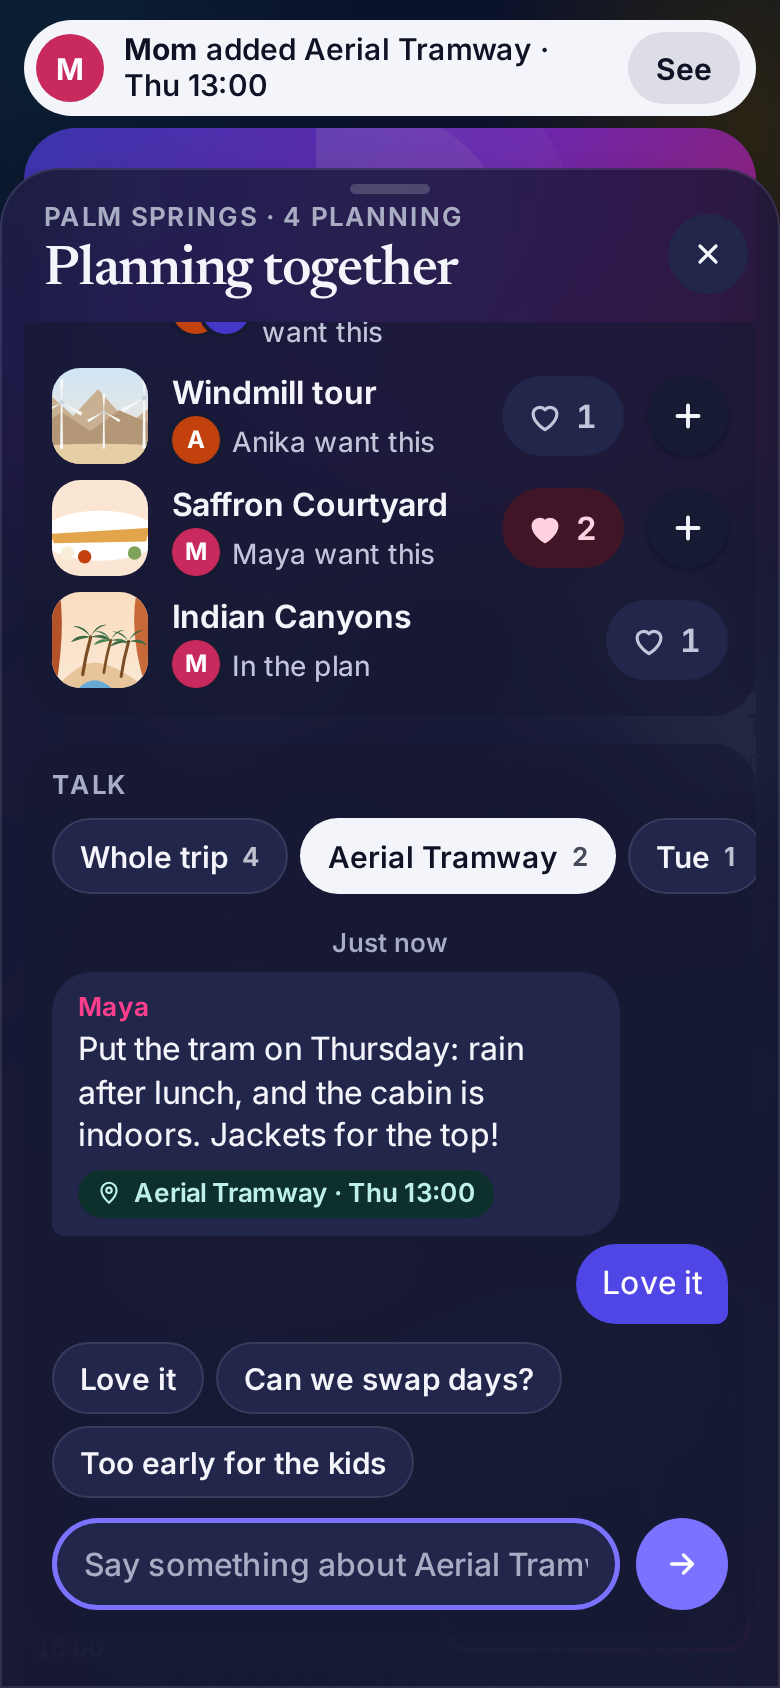 M
Mom added Aerial Tramway ·
Thu 13:00
See
PALM SPRINGS · 4 PLANNING
Planning together
want this
Windmill tour
A Anika want this
1
Saffron Courtyard
M Maya want this
2
Indian Canyons
M In the plan
1
TALK
Whole trip 4
Aerial Tramway 2
Tue 1
Just now
Maya
Put the tram on Thursday: rain
after lunch, and the cabin is
indoors. Jackets for the top!
Aerial Tramway · Thu 13:00
Love it
Love it
Can we swap days?
Too early for the kids
Say something about Aerial Tram
16:00